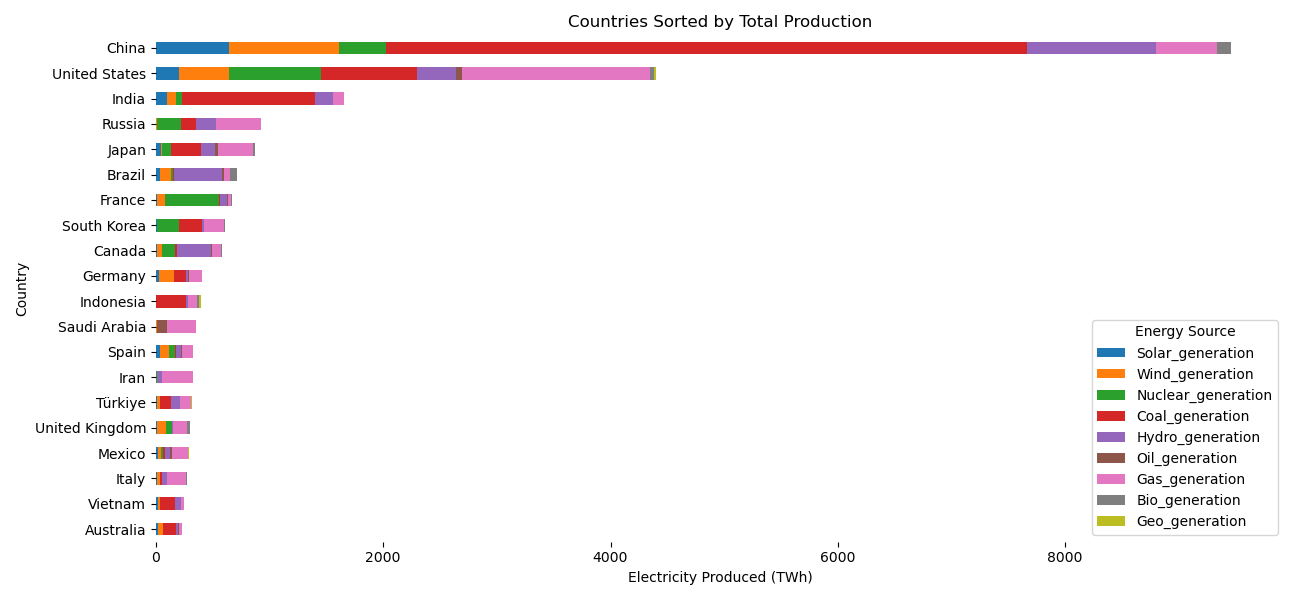 Countries Sorted by Total Production
China
United States
India
Russia
Japan
Brazil
France
South Korea
Canada
Germany
Indonesia
Saudi Arabia
Spain
Iran
Türkiye
United Kingdom
Mexico
Italy
Vietnam
Australia
Country
0 2000 4000 6000 8000
Electricity Produced (TWh)
Energy Source
Solar_generation
Wind_generation
Nuclear_generation
Coal_generation
Hydro_generation
Oil_generation
Gas_generation
Bio_generation
Geo_generation